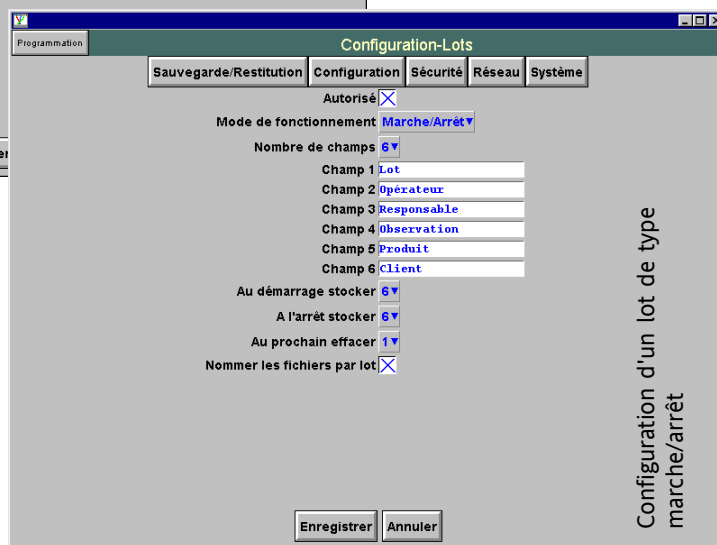 Programmation
Configuration-Lots
Sauvegarde/Restitution Configuration Sécurité Réseau Système
Autorisé
Mode de fonctionnement Marche/Arrêt
Nombre de champs 6
Champ 1 Lot
Champ 2 Opérateur
Champ 3 Responsable
Champ 4 Observation
Champ 5 Produit
Champ 6 Client
Au démarrage stocker 6
A l'arrêt stocker 6
Au prochain effacer 1
Nommer les fichiers par lot
Enregistrer Annuler
Configuration d'un lot de type
marche/arrêt